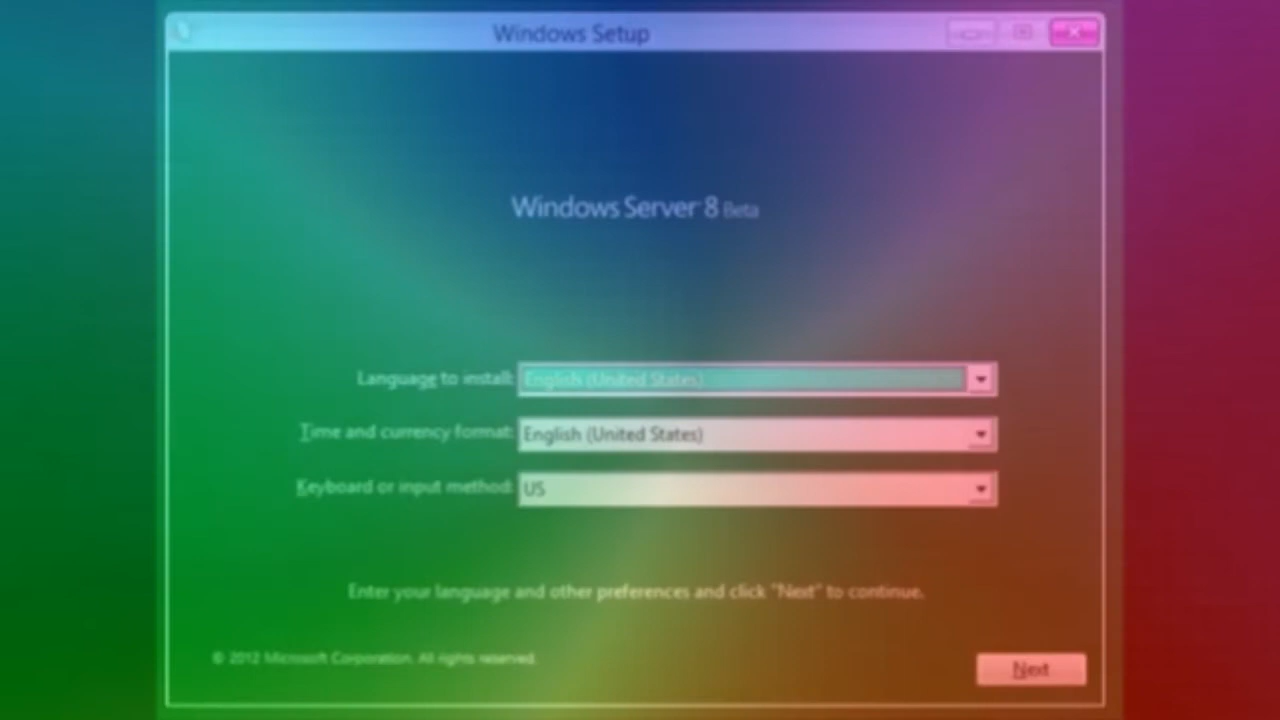 Windows Setup
Windows Server 8 Beta
Language to install: English (United States)
Time and currency format: English (United States)
Keyboard or input method: US
Enter your language and other preferences and click "Next" to continue.
© 2012 Microsoft Corporation. All rights reserved.
Next